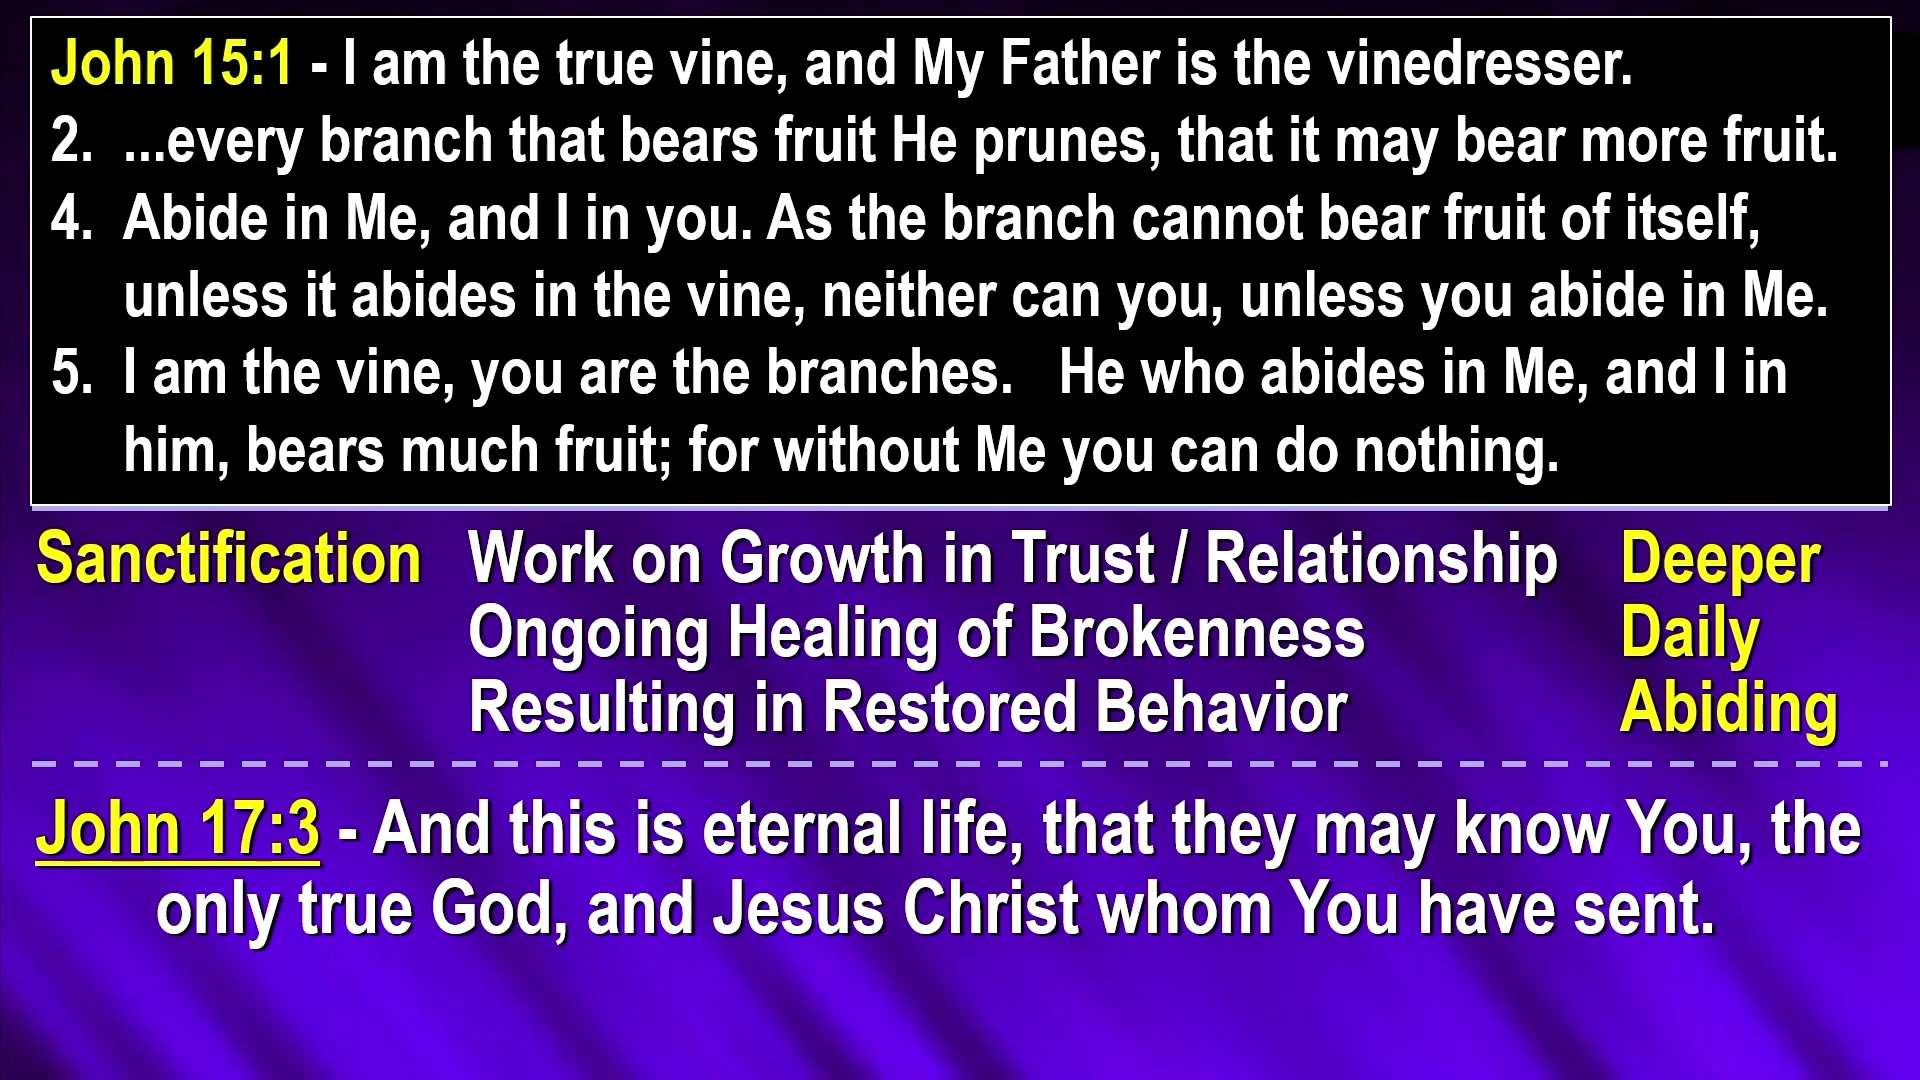 John 15:1 - I am the true vine, and My Father is the vinedresser.
2. ...every branch that bears fruit He prunes, that it may bear more fruit.
4. Abide in Me, and I in you. As the branch cannot bear fruit of itself,
unless it abides in the vine, neither can you, unless you abide in Me.
5. I am the vine, you are the branches. He who abides in Me, and I in
him, bears much fruit; for without Me you can do nothing.
Sanctification Work on Growth in Trust / Relationship Deeper
Ongoing Healing of Brokenness Daily
Resulting in Restored Behavior Abiding
John 17:3 - And this is eternal life, that they may know You, the
only true God, and Jesus Christ whom You have sent.